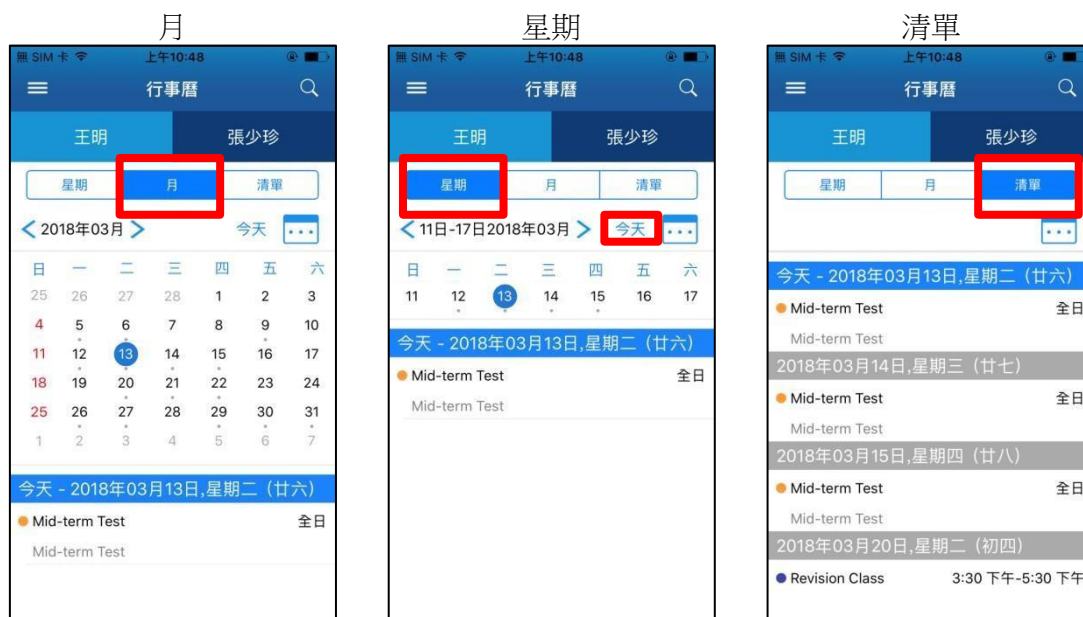 月
無 SIM 卡 上午10:48
行事曆
王明 張少珍
星期 月 清單
2018年03月 今天
日 一 二 三 四 五 六
25 26 27 28 1 2 3
4 5 6 7 8 9 10
11 12 13 14 15 16 17
18 19 20 21 22 23 24
25 26 27 28 29 30 31
1 2 3 4 5 6 7
今天 - 2018年03月13日,星期二（廿六）
Mid-term Test 全日
Mid-term Test
星期
無 SIM 卡 上午10:48
行事曆
王明 張少珍
星期 月 清單
11日-17日2018年03月 今天
日 一 二 三 四 五 六
11 12 13 14 15 16 17
今天 - 2018年03月13日,星期二（廿六）
Mid-term Test 全日
Mid-term Test
清單
無 SIM 卡 上午10:48
行事曆
王明 張少珍
星期 月 清單
今天 - 2018年03月13日,星期二（廿六）
Mid-term Test 全日
Mid-term Test
2018年03月14日,星期三（廿七）
Mid-term Test 全日
Mid-term Test
2018年03月15日,星期四（廿八）
Mid-term Test 全日
Mid-term Test
2018年03月20日,星期二（初四）
Revision Class 3:30 下午-5:30 下午